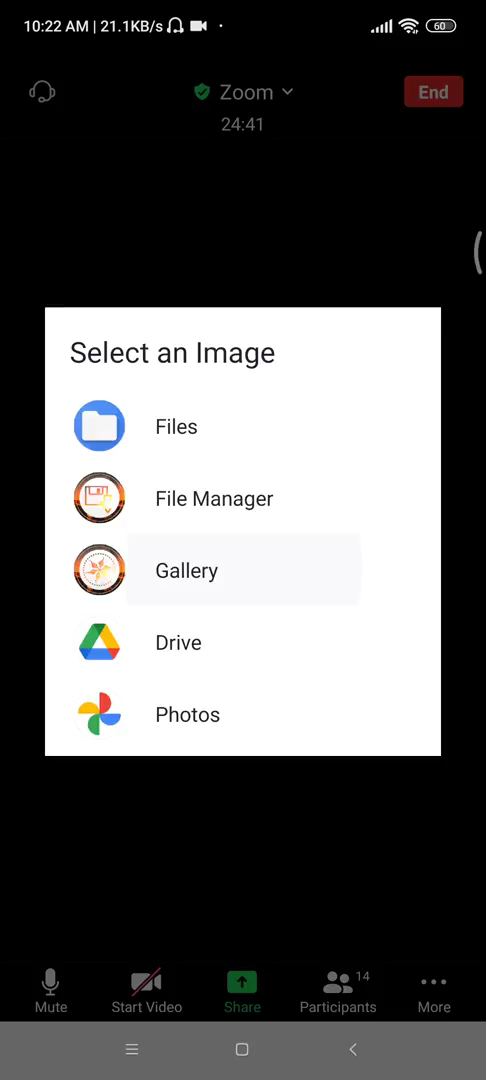 10:22 AM | 21.1KB/s 60
Zoom
End
24:41
Select an Image
Files
File Manager
Gallery
Drive
Photos
14
Mute
Start Video
Share
Participants
More